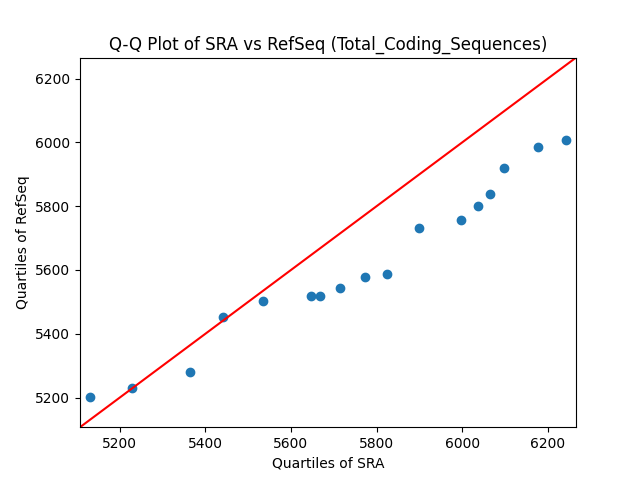 Q-Q Plot of SRA vs RefSeq (Total_Coding_Sequences)
6200
6000
5800
5600
5400
5200
Quartiles of RefSeq
5200 5400 5600 5800 6000 6200
Quartiles of SRA